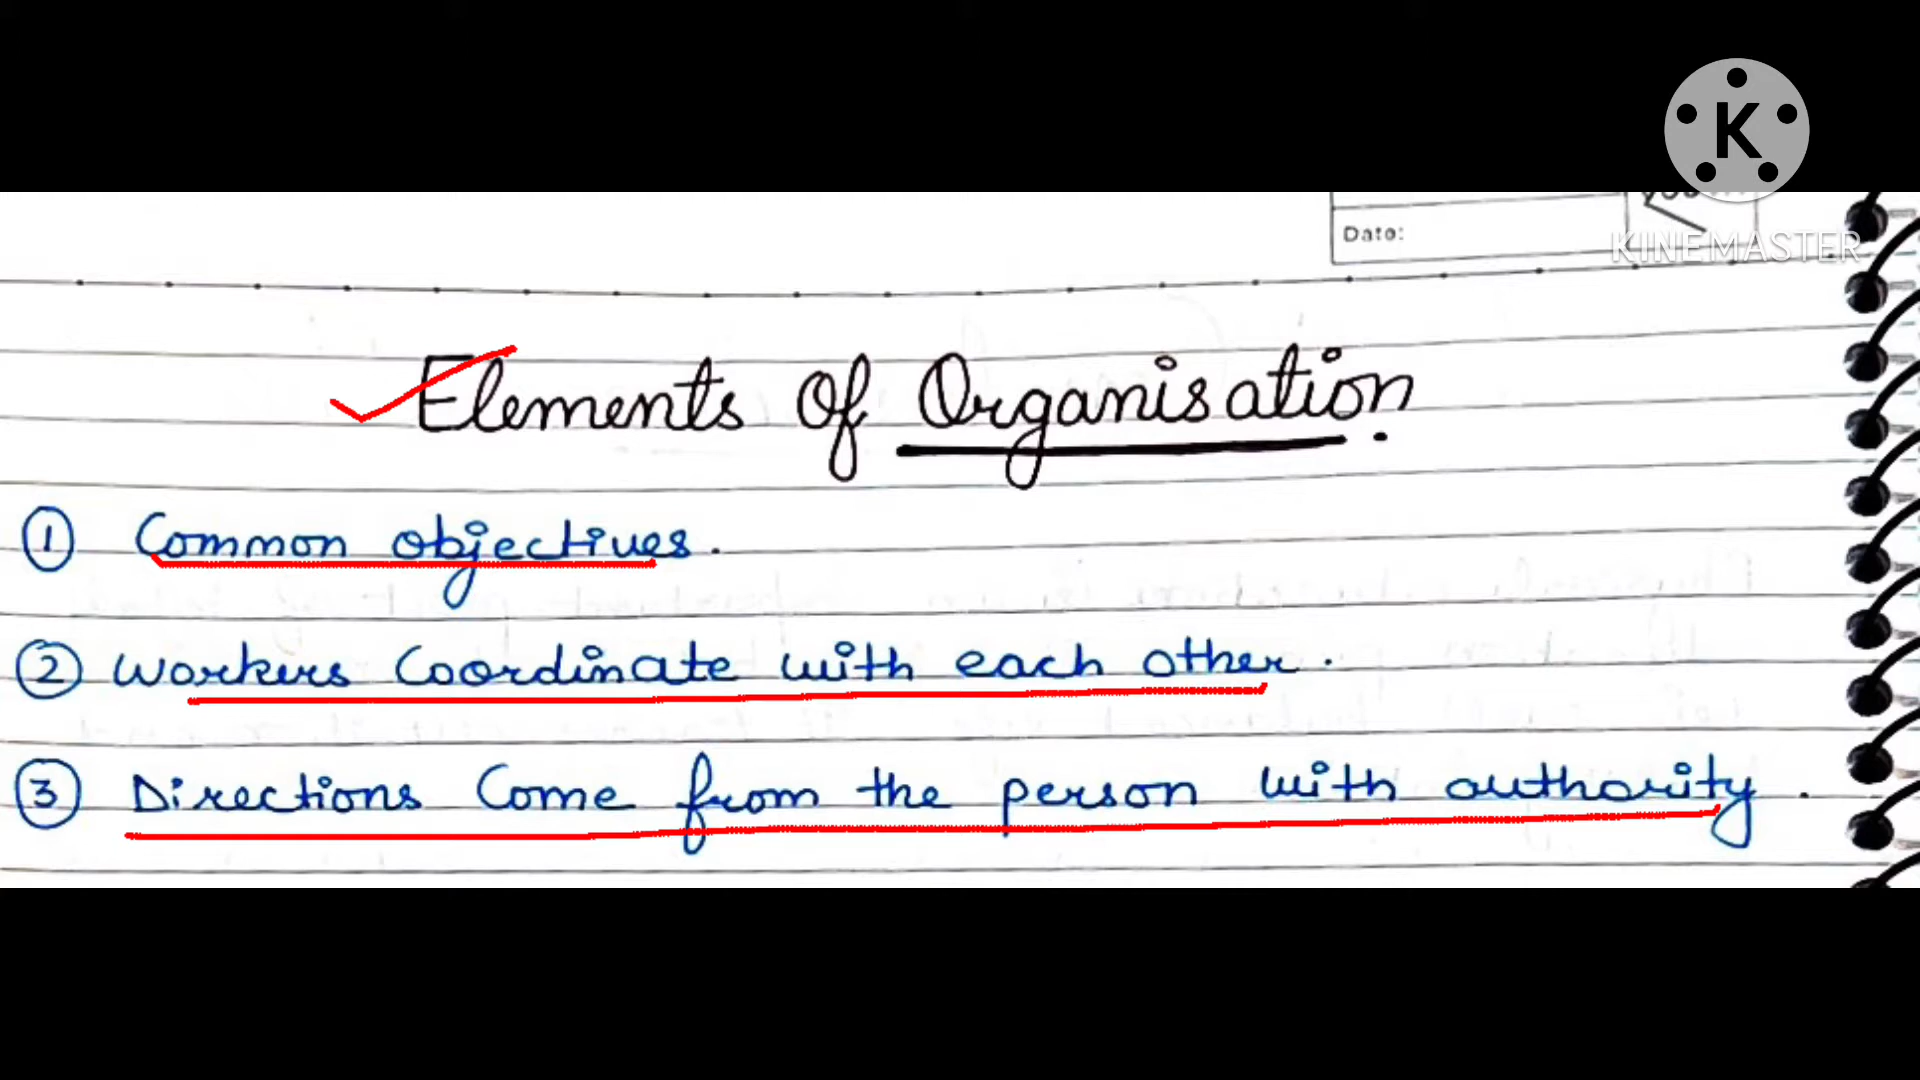 K
KINEMASTER
Date:
Elements Of Organisation.
① Common objectives.
② Workers Coordinate with each other.
③ Directions Come from the person with authority.